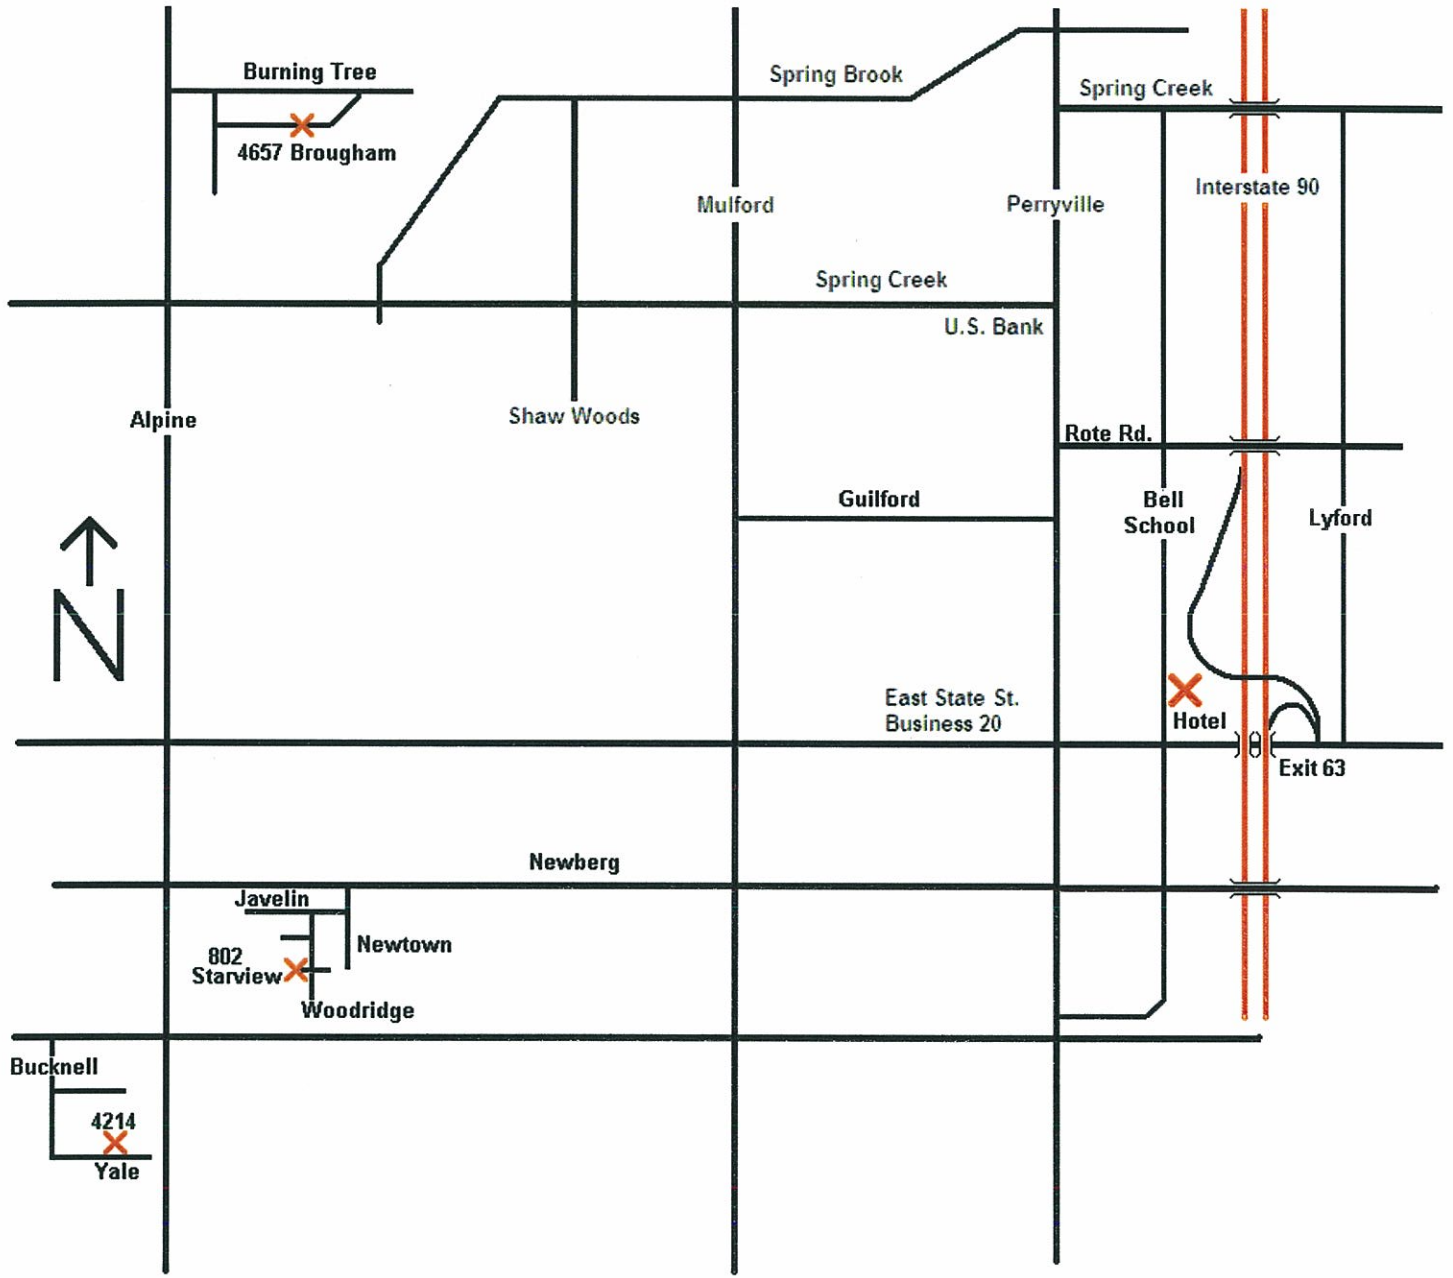 Burning Tree
Spring Brook
Spring Creek
4657 Brougham
Interstate 90
Mulford
Perryville
Spring Creek
U.S. Bank
Alpine
Shaw Woods
Rote Rd.
Guilford
Bell
School
Lyford
N
East State St.
Business 20
Hotel
Exit 63
Newberg
Javelin
Newtown
802
Starview
Woodridge
Bucknell
4214
Yale